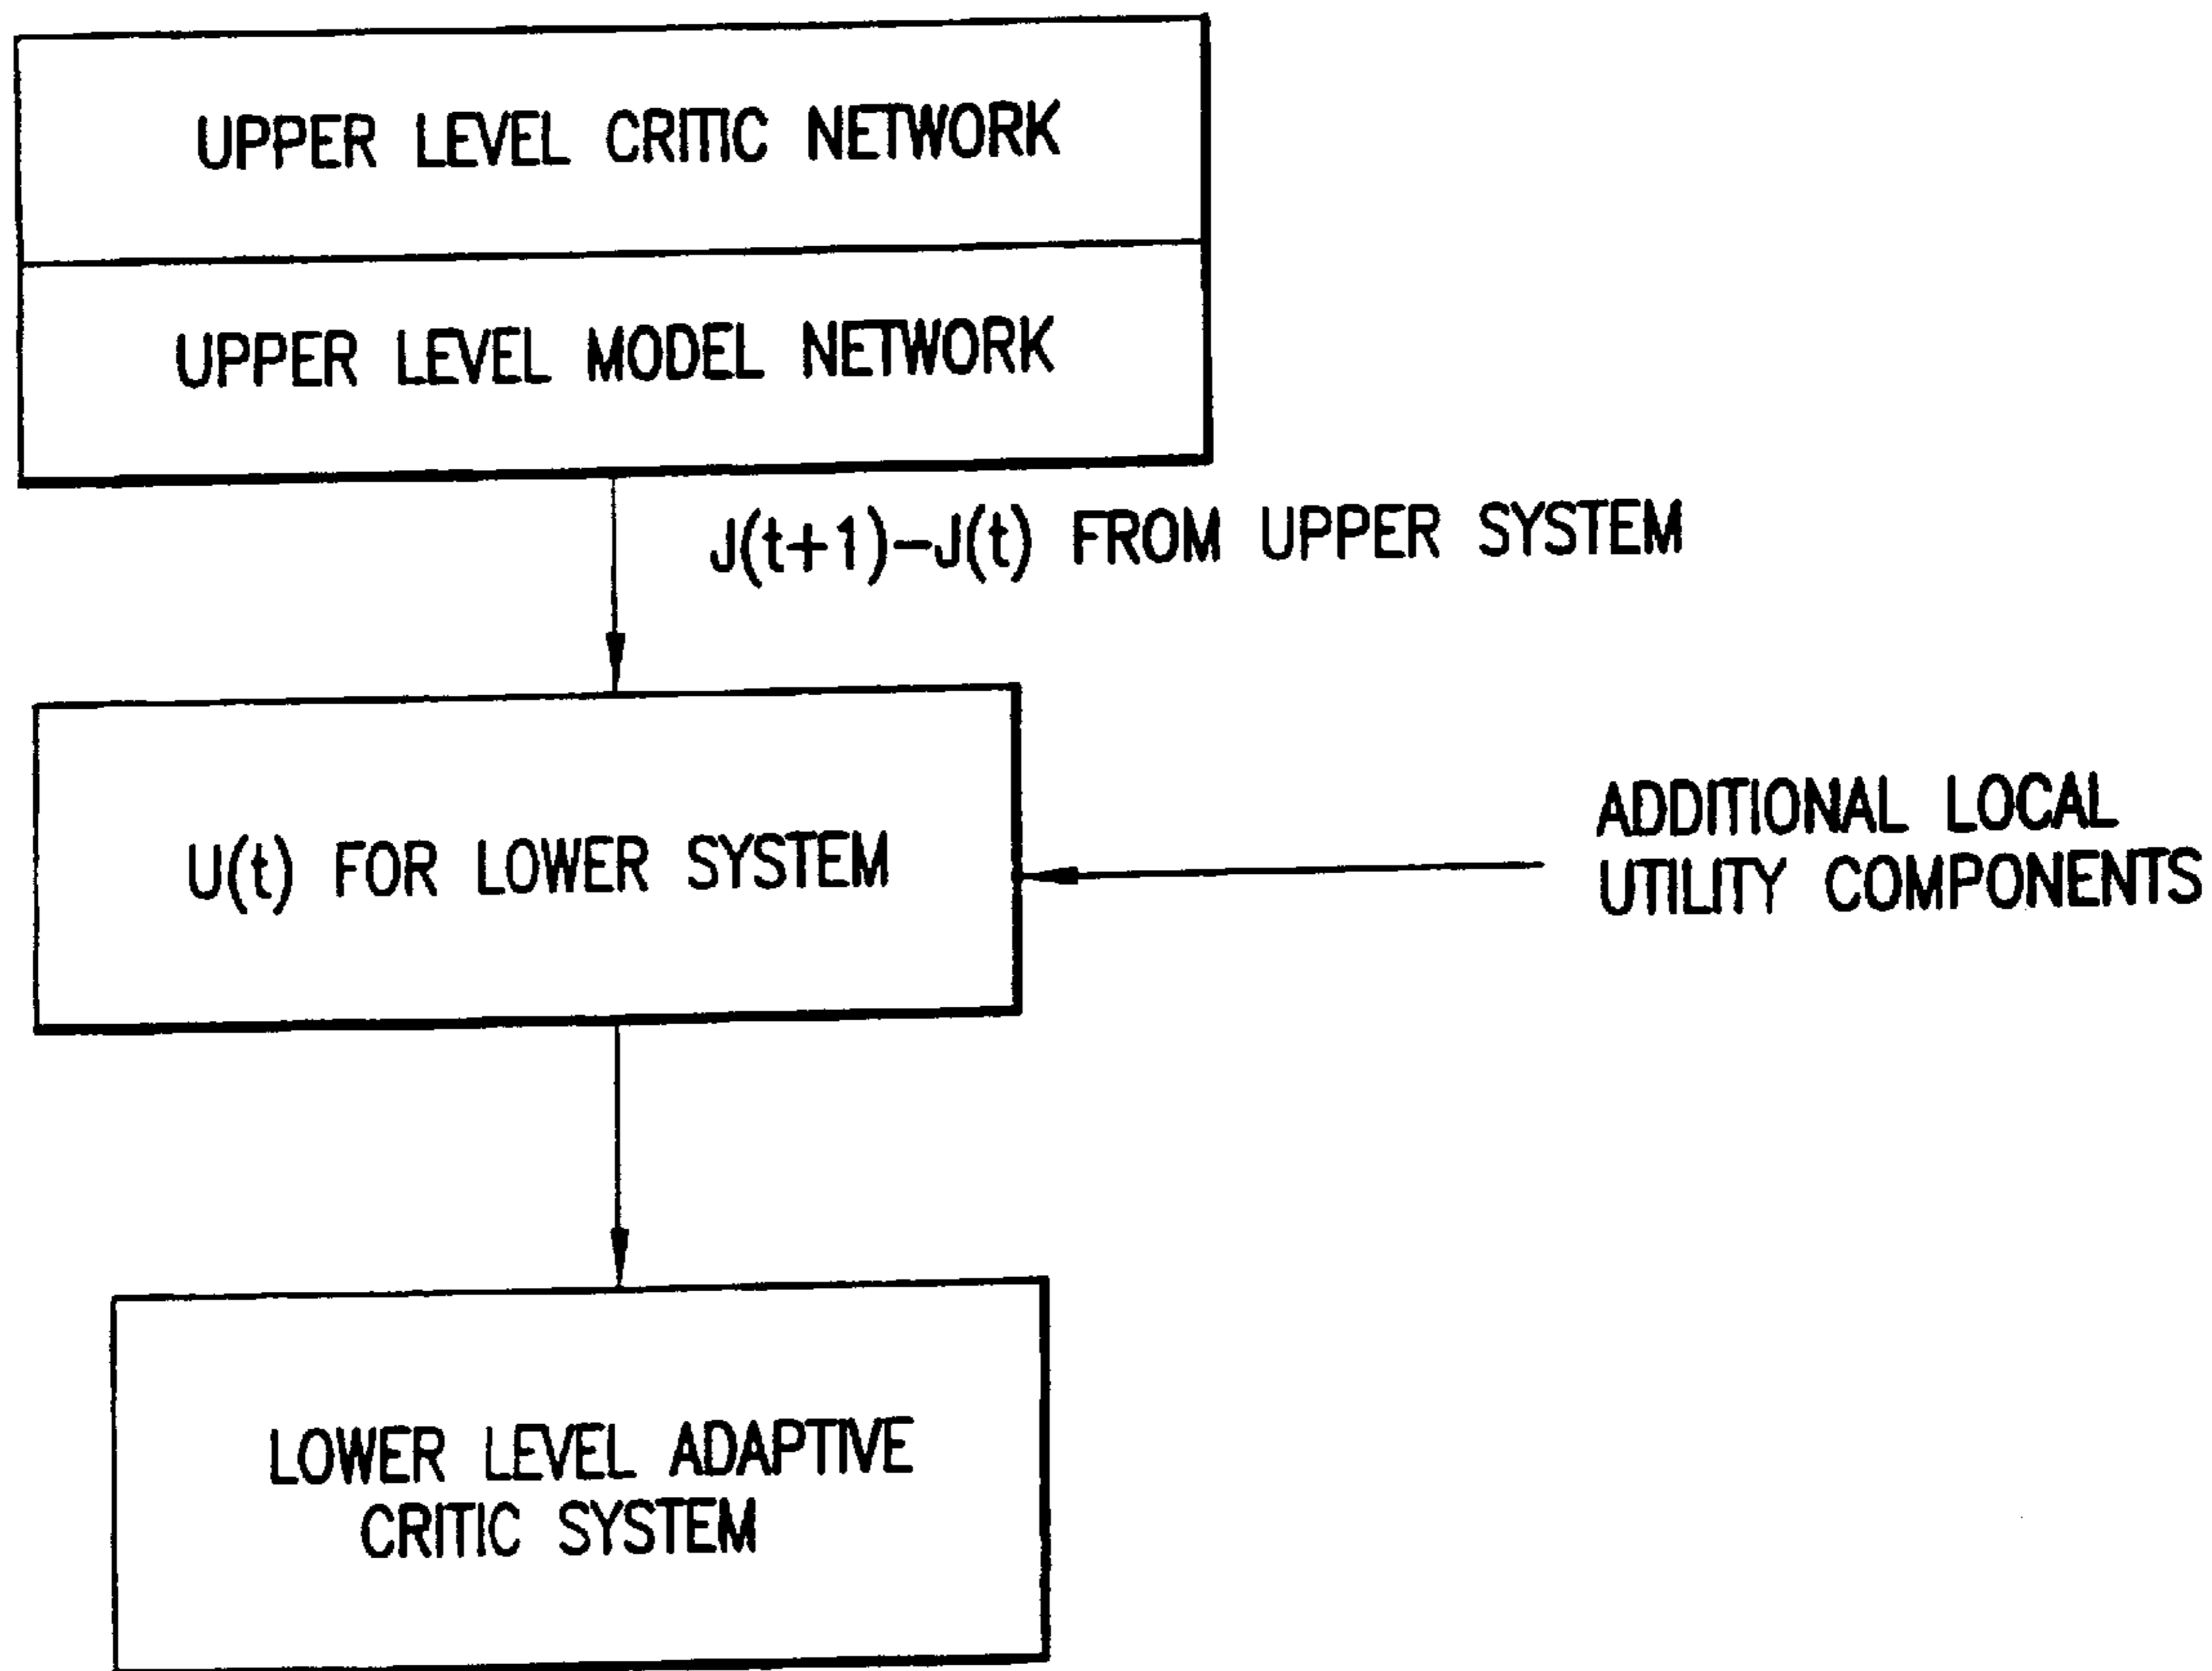 UPPER LEVEL CRITIC NETWORK
UPPER LEVEL MODEL NETWORK
J(t+1)-J(t) FROM UPPER SYSTEM
U(t) FOR LOWER SYSTEM
ADDITIONAL LOCAL
UTILITY COMPONENTS
LOWER LEVEL ADAPTIVE
CRITIC SYSTEM